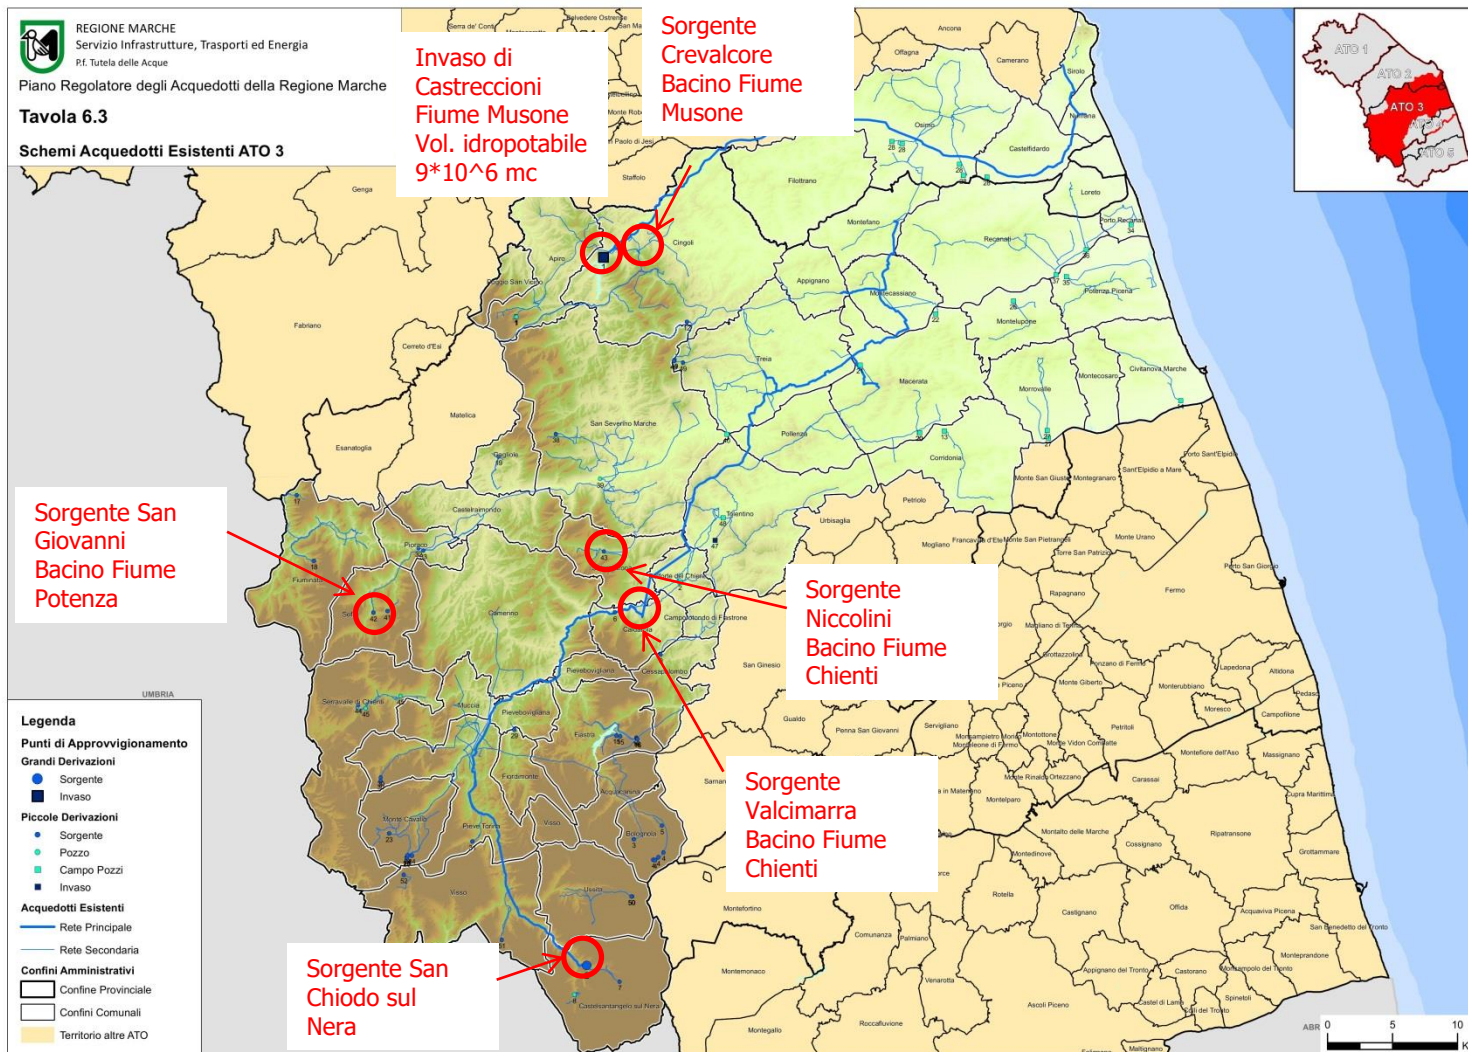 REGIONE MARCHE
Servizio Infrastrutture, Trasporti ed Energia
P.f. Tutela delle Acque
Piano Regolatore degli Acquedotti della Regione Marche
Tavola 6.3
Schemi Acquedotti Esistenti ATO 3
Invaso di
Castreccioni
Fiume Musone
Vol. idropotabile
9*10^6 mc
Sorgente
Crevalcore
Bacino Fiume
Musone
ATO 1
ATO 2
ATO 3
ATO 5
Ancona
Offagna
Camerano
Sirolo
Numana
Osimo
Castelfidardo
Staffolo
Filottrano
Loreto
Genga
Montefano
Porto Recanati
Recanati
Cingoli
Apiro
Poggio San Vicino
Appignano
Montecassiano
Potenza Picena
Montelupone
Fabriano
Cerreto d'Esi
Treia
Macerata
Montecosaro
Civitanova Marche
Morrovalle
Matelica
San Severino Marche
Pollenza
Corridonia
Esanatoglia
Gagliole
Castelraimondo
Tolentino
Petriolo
Urbisaglia
Mogliano
Francavilla d'Ete
Monte San Giusto
Montegranaro
Sant'Elpidio a Mare
Porto Sant'Elpidio
Monte San Pietrangeli
Torre San Patrizio
Monte Urano
Porto San Giorgio
Rapagnano
Fermo
Magliano di Tenna
Grottazzolina
Ponzano di Fermo
Sorgente San
Giovanni
Bacino Fiume
Potenza
Pioraco
Fiuminata
Camerino
Sorgente
Niccolini
Bacino Fiume
Chienti
Caldarola
Cessapalombo
San Ginesio
Monte Giberto
Lapedona
Altidona
Monterubbiano
Moresco
Pedaso
Campofilone
Petritoli
UMBRIA
Serravalle di Chienti
Muccia
Pievebovigliana
Pievebovigliana
Fiastra
Gualdo
Penna San Giovanni
Servigliano
Montottone
Monte Vidon Combatte
Monte Rinaldo
Ortezzano
Montelparo
Montefiore dell'Aso
Massignano
Carassai
Cupra Marittima
Fiordimonte
Acquacanina
Monte Cavallo
Pieve Torina
Bolognola
Visso
Ussita
Sorgente
Valcimarra
Bacino Fiume
Chienti
Montalto delle Marche
Montedinove
Cossignano
Ripatransone
Grottammare
Rotella
Castignano
Offida
Acquaviva Picena
San Benedetto del Tronto
Montefortino
Comunanza
Palmiano
Venarotta
Montemonaco
Appignano del Tronto
Castorano
Monteprandone
Monsampolo del Tronto
Castel di Lama
Colli del Tronto
Spinetoli
Ascoli Piceno
Roccafluvione
Montegallo
Castelsantangelo sul Nera
Sorgente San
Chiodo sul
Nera
Legenda
Punti di Approvvigionamento
Grandi Derivazioni
Sorgente
Invaso
Piccole Derivazioni
Sorgente
Pozzo
Campo Pozzi
Invaso
Acquedotti Esistenti
Rete Principale
Rete Secondaria
Confini Amministrativi
Confine Provinciale
Confini Comunali
Territorio altre ATO
0 5 10